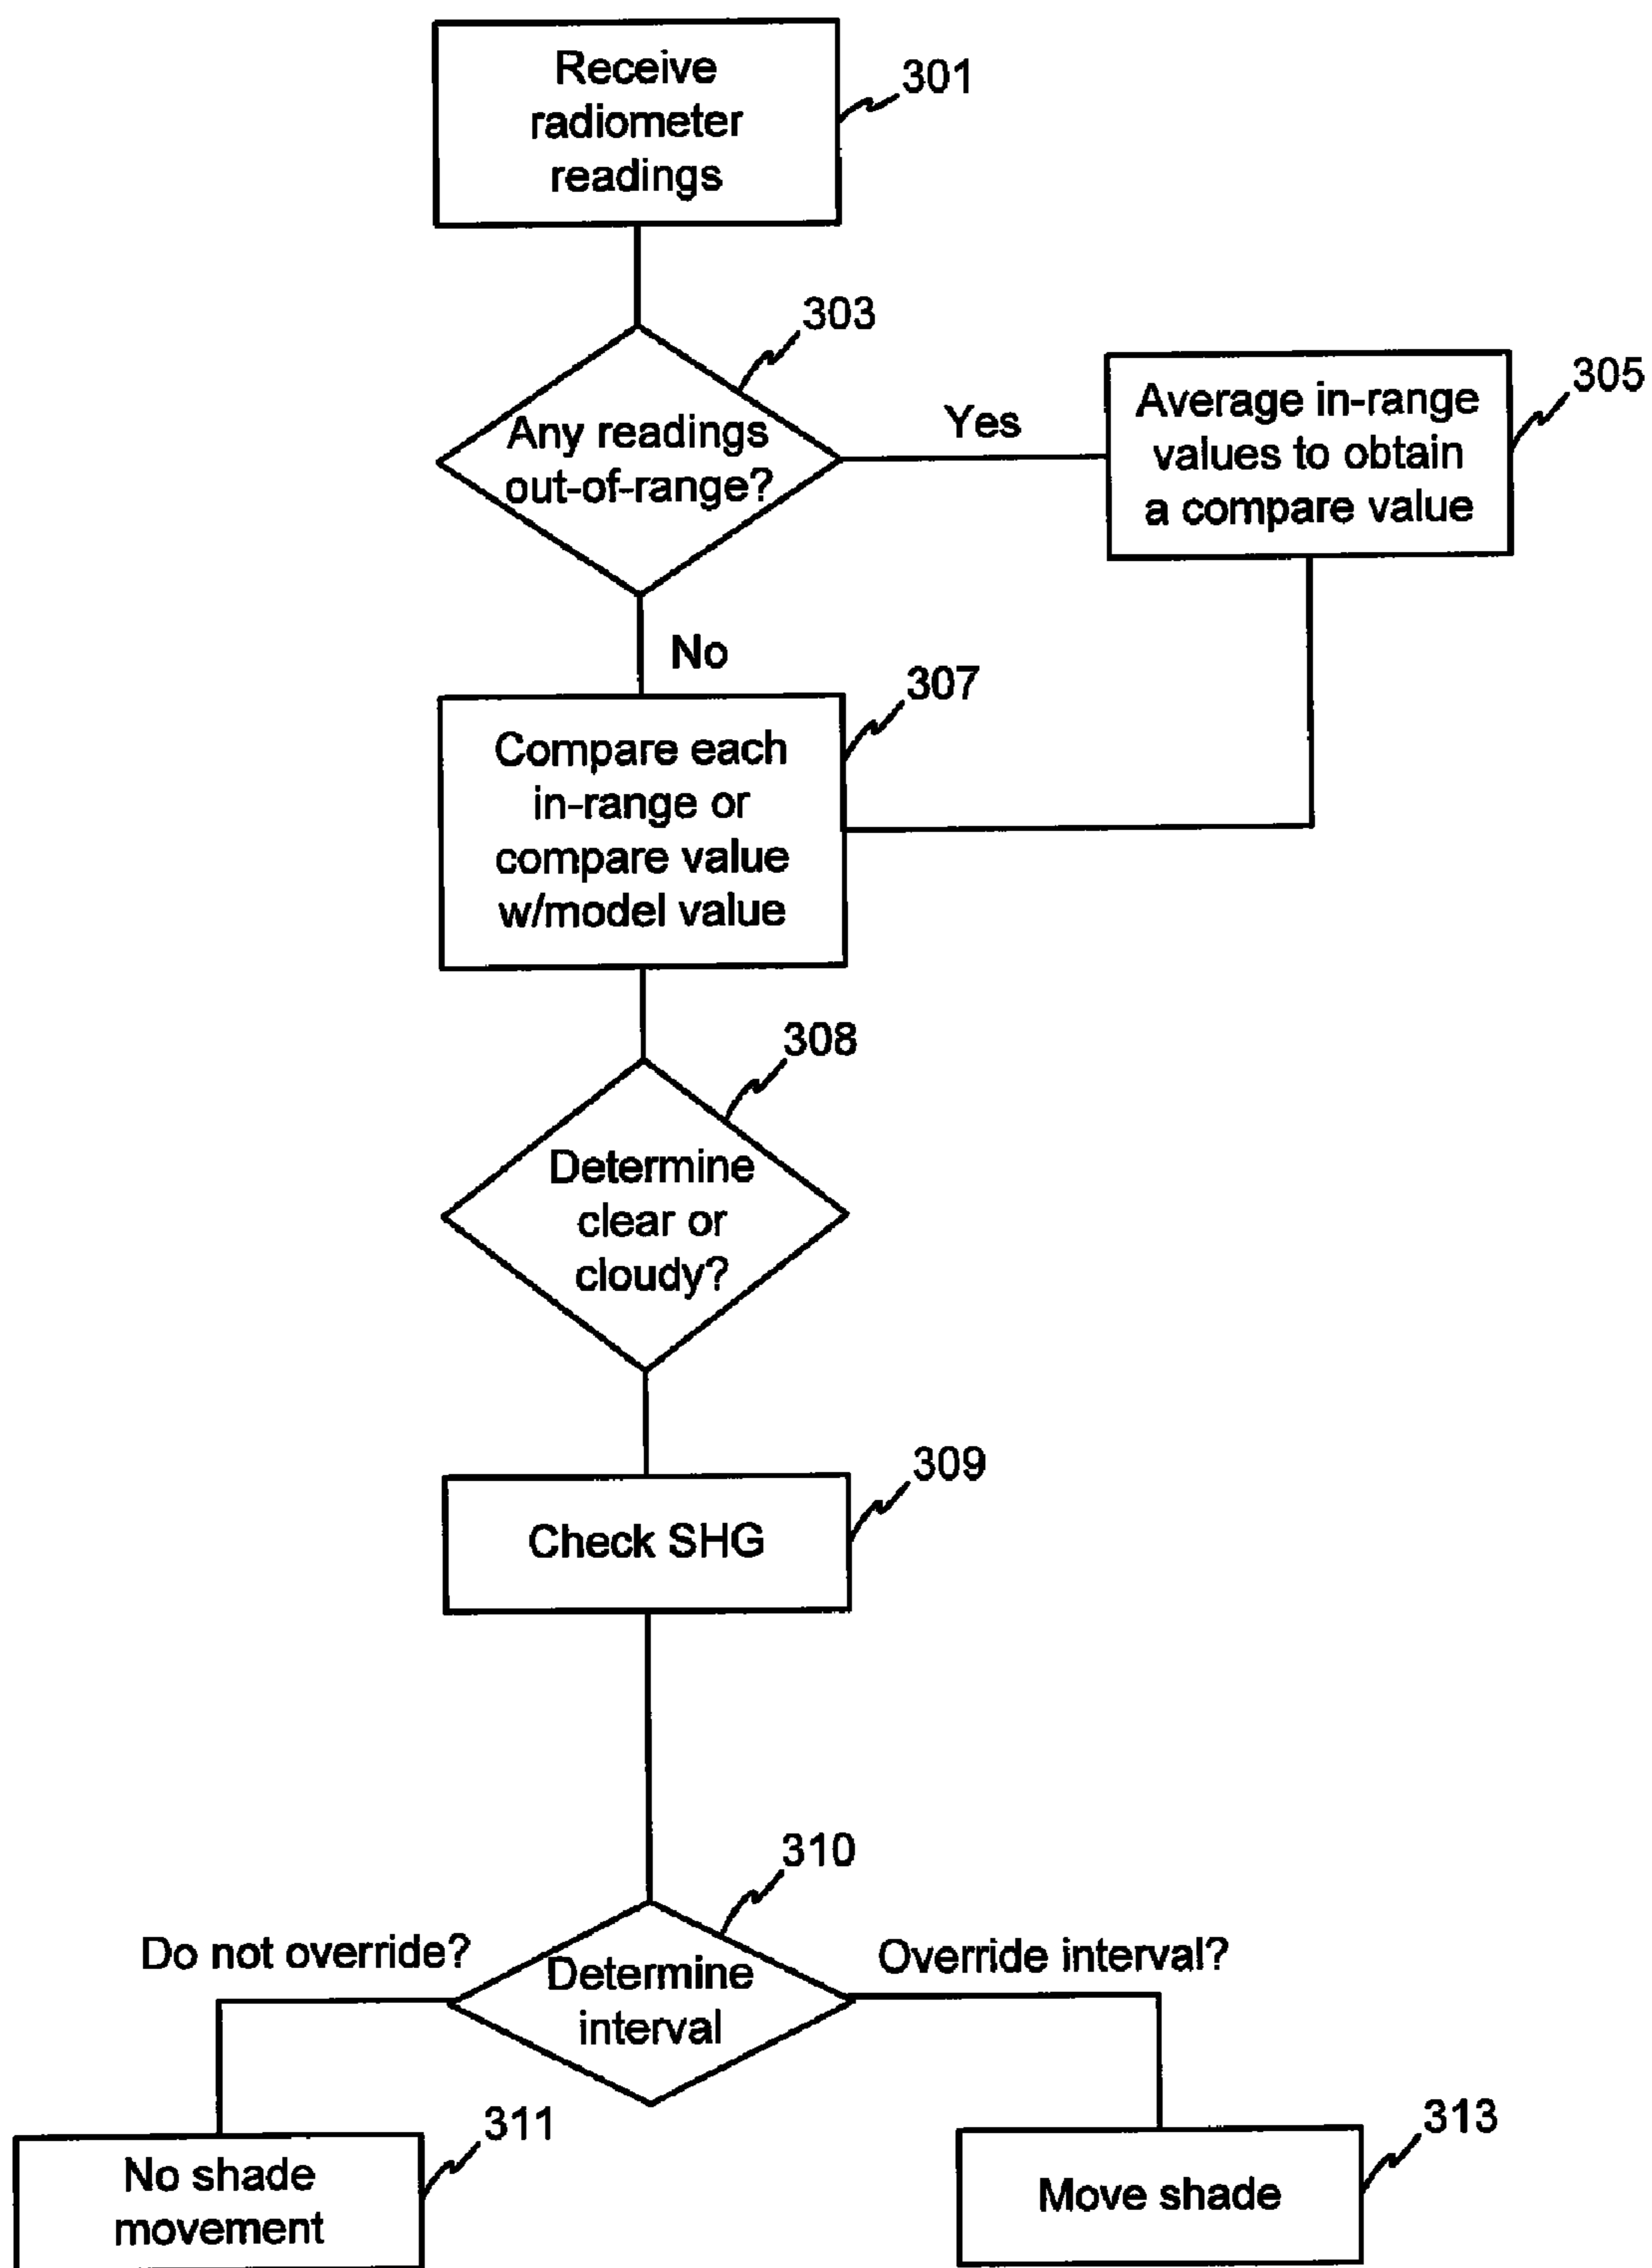 Receive
radiometer
readings
301
303
Any readings
out-of-range?
Yes
Average in-range
values to obtain
a compare value
305
No
307
Compare each
in-range or
compare value
w/model value
308
Determine
clear or
cloudy?
309
Check SHG
310
Do not override?
Determine
interval
Override interval?
311
No shade
movement
313
Move shade